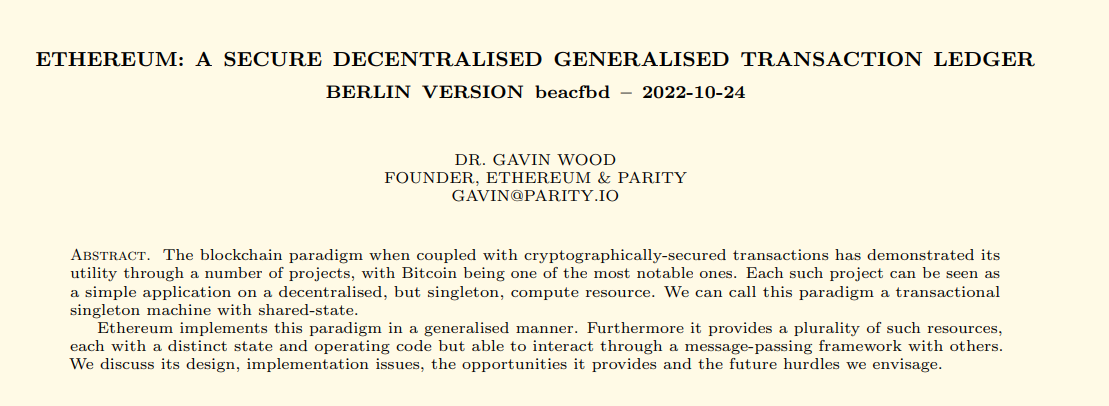 ETHEREUM: A SECURE DECENTRALISED GENERALISED TRANSACTION LEDGER
BERLIN VERSION beacfbd – 2022-10-24
DR. GAVIN WOOD
FOUNDER, ETHEREUM & PARITY
GAVIN@PARITY.IO
Abstract. The blockchain paradigm when coupled with cryptographically-secured transactions has demonstrated its
utility through a number of projects, with Bitcoin being one of the most notable ones. Each such project can be seen as
a simple application on a decentralised, but singleton, compute resource. We can call this paradigm a transactional
singleton machine with shared-state.
Ethereum implements this paradigm in a generalised manner. Furthermore it provides a plurality of such resources,
each with a distinct state and operating code but able to interact through a message-passing framework with others.
We discuss its design, implementation issues, the opportunities it provides and the future hurdles we envisage.